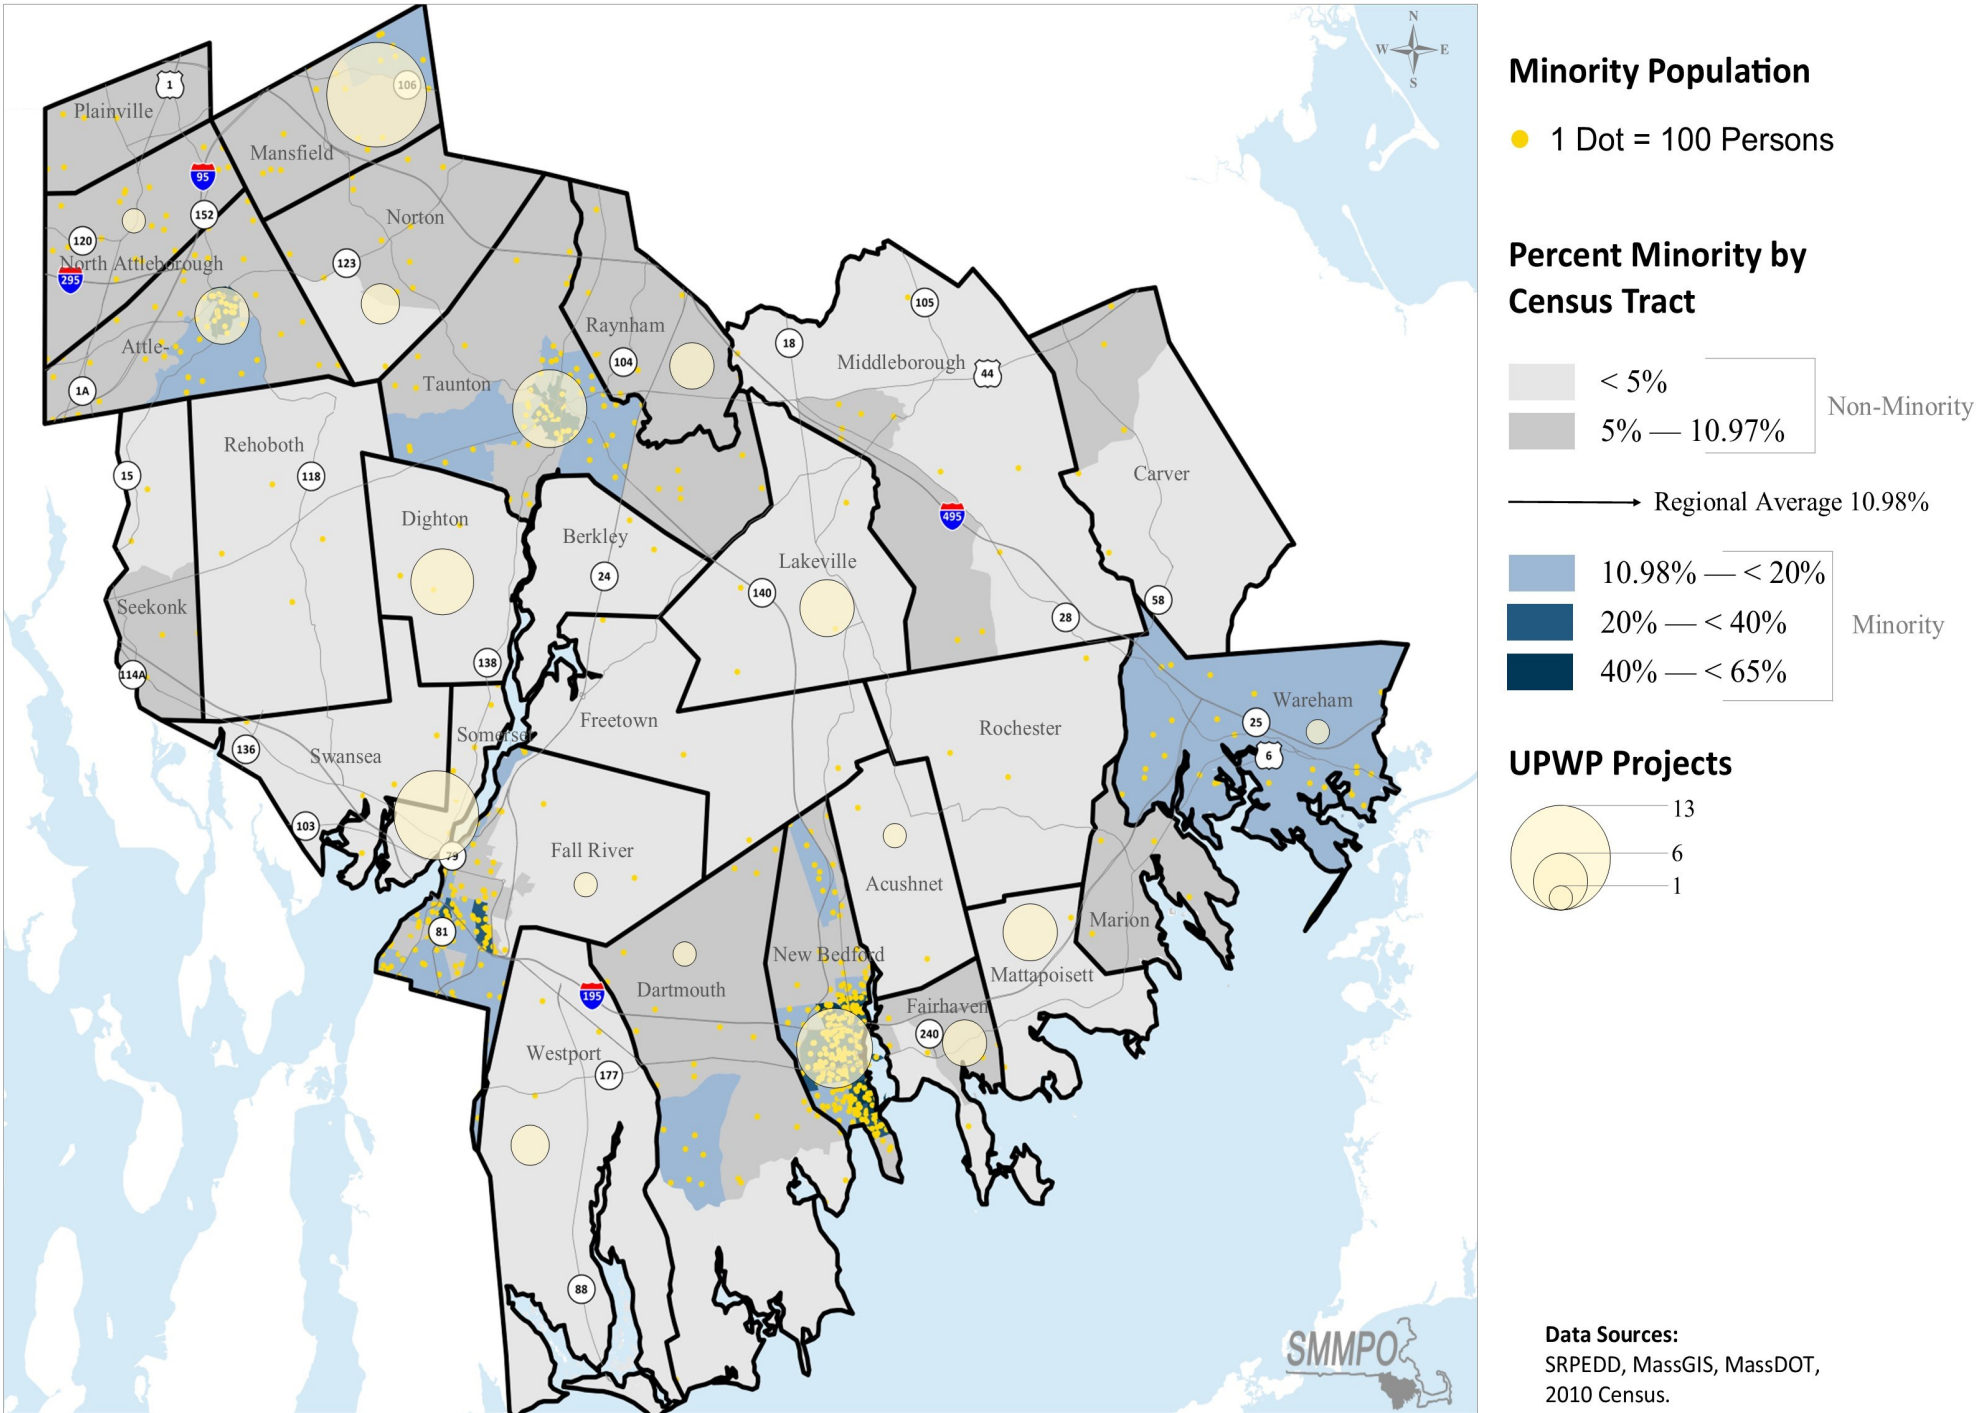 N
W
E
S
1
Plainville
106
Mansfield
95
152
Norton
120
North Attleborough
123
295
Attle-
1A
Raynham
104
Taunton
18
105
Middleborough
44
Rehoboth
118
15
Carver
495
Dighton
Berkley
24
Lakeville
140
58
28
Seekonk
114A
138
Freetown
Somerset
Swansea
136
Rochester
Wareham
25
6
103
79
Fall River
Acushnet
81
Marion
Mattapoisett
New Bedford
Dartmouth
195
Fairhaven
240
Westport
177
88
SMMPO
Minority Population
1 Dot = 100 Persons
Percent Minority by
Census Tract
< 5%
5% — 10.97%
Non-Minority
Regional Average 10.98%
10.98% — < 20%
20% — < 40%
40% — < 65%
Minority
UPWP Projects
13
6
1
Data Sources:
SRPEDD, MassGIS, MassDOT,
2010 Census.